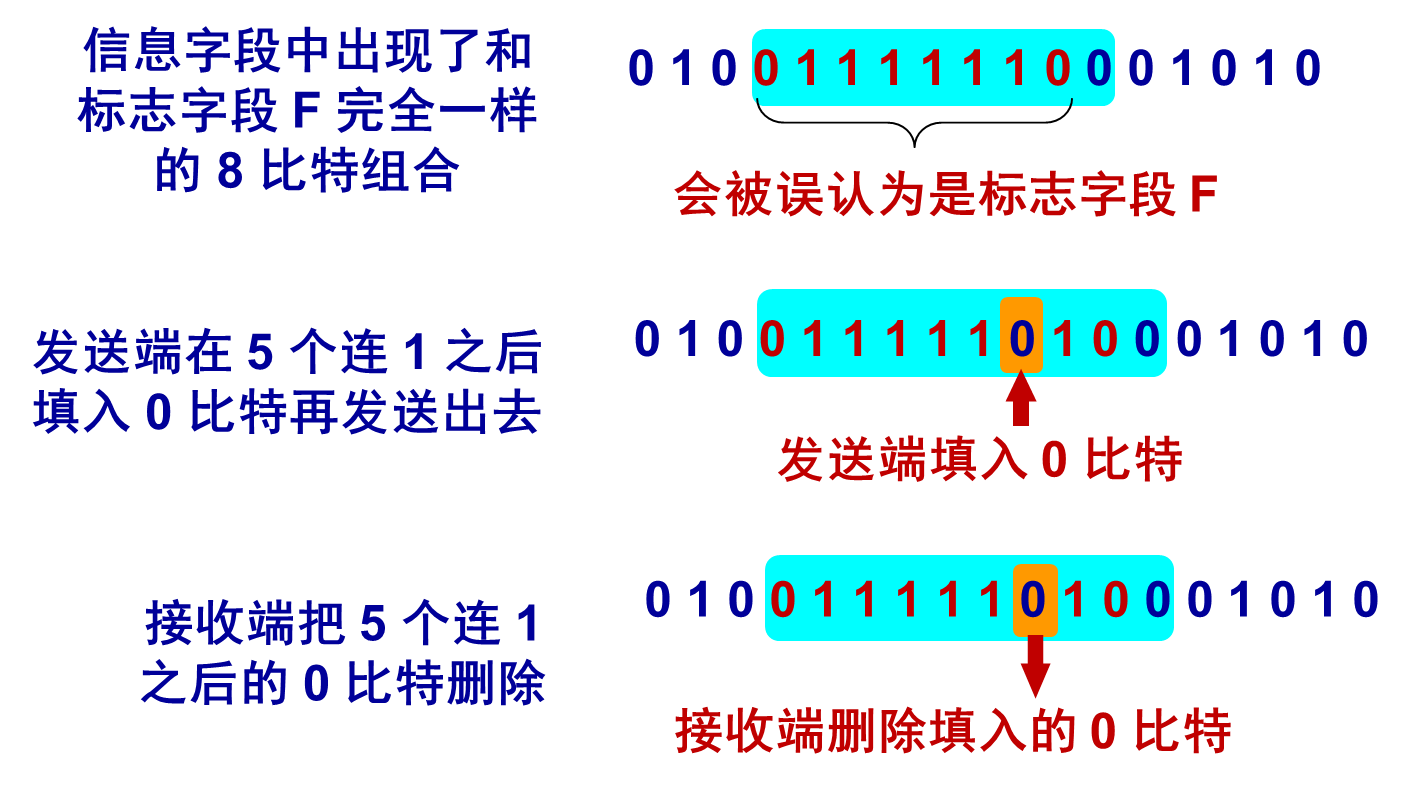 信息字段中出现了和
标志字段 F 完全一样
的 8 比特组合
0 1 0 0 1 1 1 1 1 1 0 0 0 1 0 1 0
会被误认为是标志字段 F
发送端在 5 个连 1 之后
填入 0 比特再发送出去
0 1 0 0 1 1 1 1 1 0 1 0 0 0 1 0 1 0
发送端填入 0 比特
接收端把 5 个连 1
之后的 0 比特删除
0 1 0 0 1 1 1 1 1 0 1 0 0 0 1 0 1 0
接收端删除填入的 0 比特